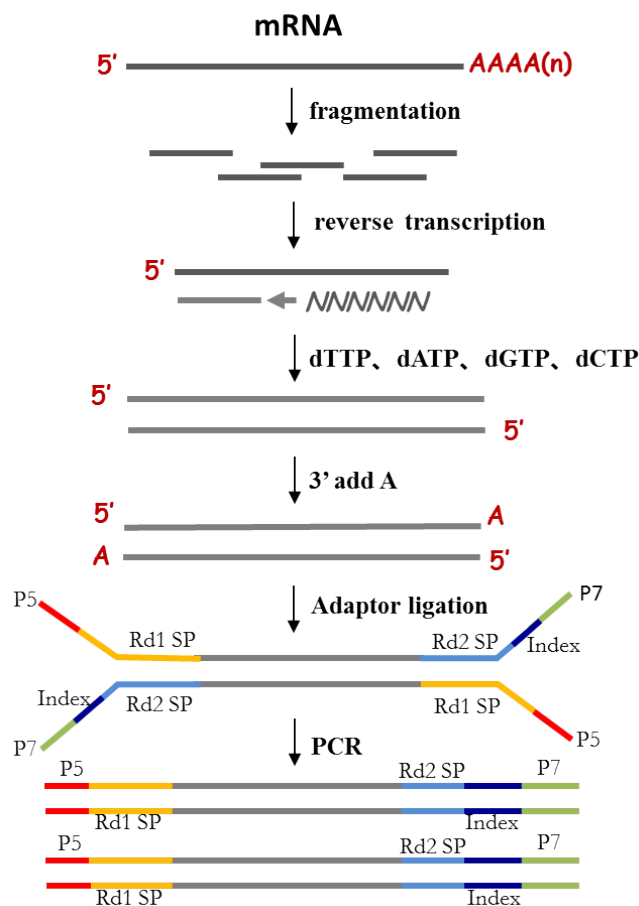 mRNA
5’ AAAA(n)
fragmentation
reverse transcription
5’
dTTP、dATP、dGTP、dCTP
5’
5’
3’ add A
5’ A
A 5’
Adaptor ligation
P5 P7
Rd1 SP Rd2 SP Index
Index Rd2 SP Rd1 SP
P7 P5
PCR
P5 Rd2 SP P7
Rd1 SP Index
P5 Rd2 SP P7
Rd1 SP Index